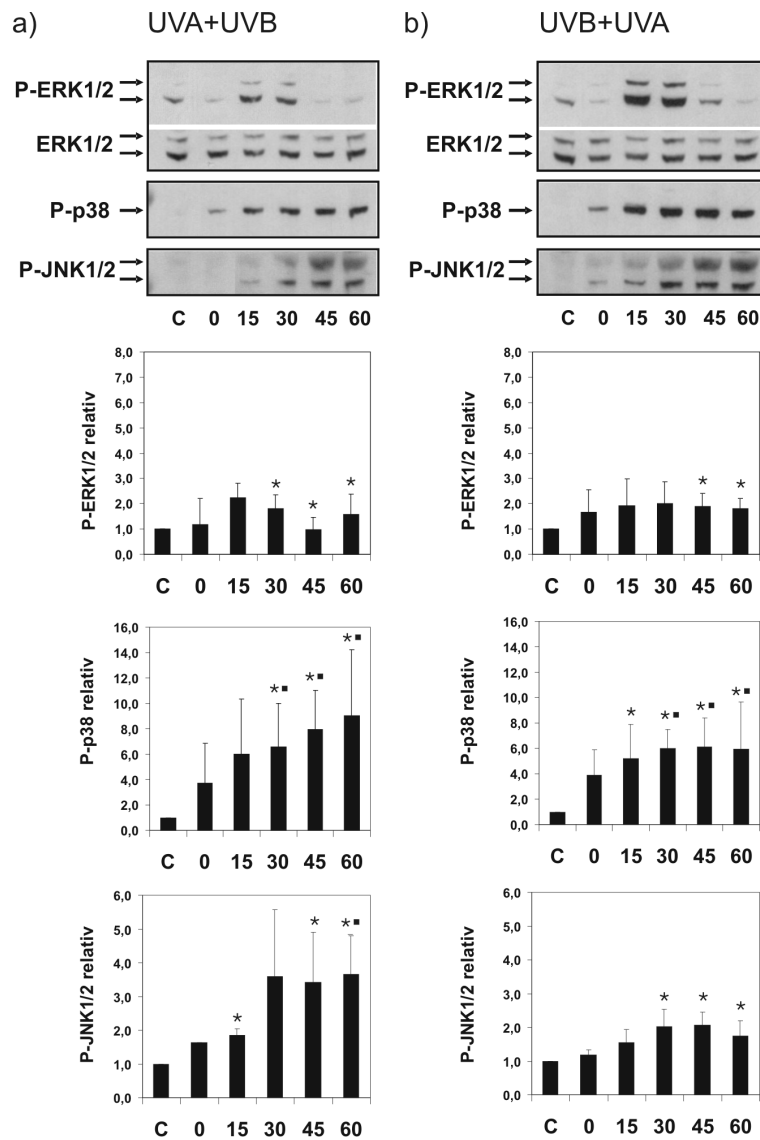 a) UVA+UVB
P-ERK1/2
ERK1/2
P-p38
P-JNK1/2
C 0 15 30 45 60
8,0
7,0
6,0
5,0
4,0
3,0
2,0
1,0
0,0
P-ERK1/2 relativ
* * *
C 0 15 30 45 60
16,0
14,0
12,0
10,0
8,0
6,0
4,0
2,0
0,0
P-p38 relativ
*▪ *▪ *▪
C 0 15 30 45 60
6,0
5,0
4,0
3,0
2,0
1,0
0,0
P-JNK1/2 relativ
* * *▪
C 0 15 30 45 60
b) UVB+UVA
P-ERK1/2
ERK1/2
P-p38
P-JNK1/2
C 0 15 30 45 60
8,0
7,0
6,0
5,0
4,0
3,0
2,0
1,0
0,0
P-ERK1/2 relativ
* *
C 0 15 30 45 60
16,0
14,0
12,0
10,0
8,0
6,0
4,0
2,0
0,0
P-p38 relativ
* *▪ *▪ *▪
C 0 15 30 45 60
6,0
5,0
4,0
3,0
2,0
1,0
0,0
P-JNK1/2 relativ
* * *
C 0 15 30 45 60